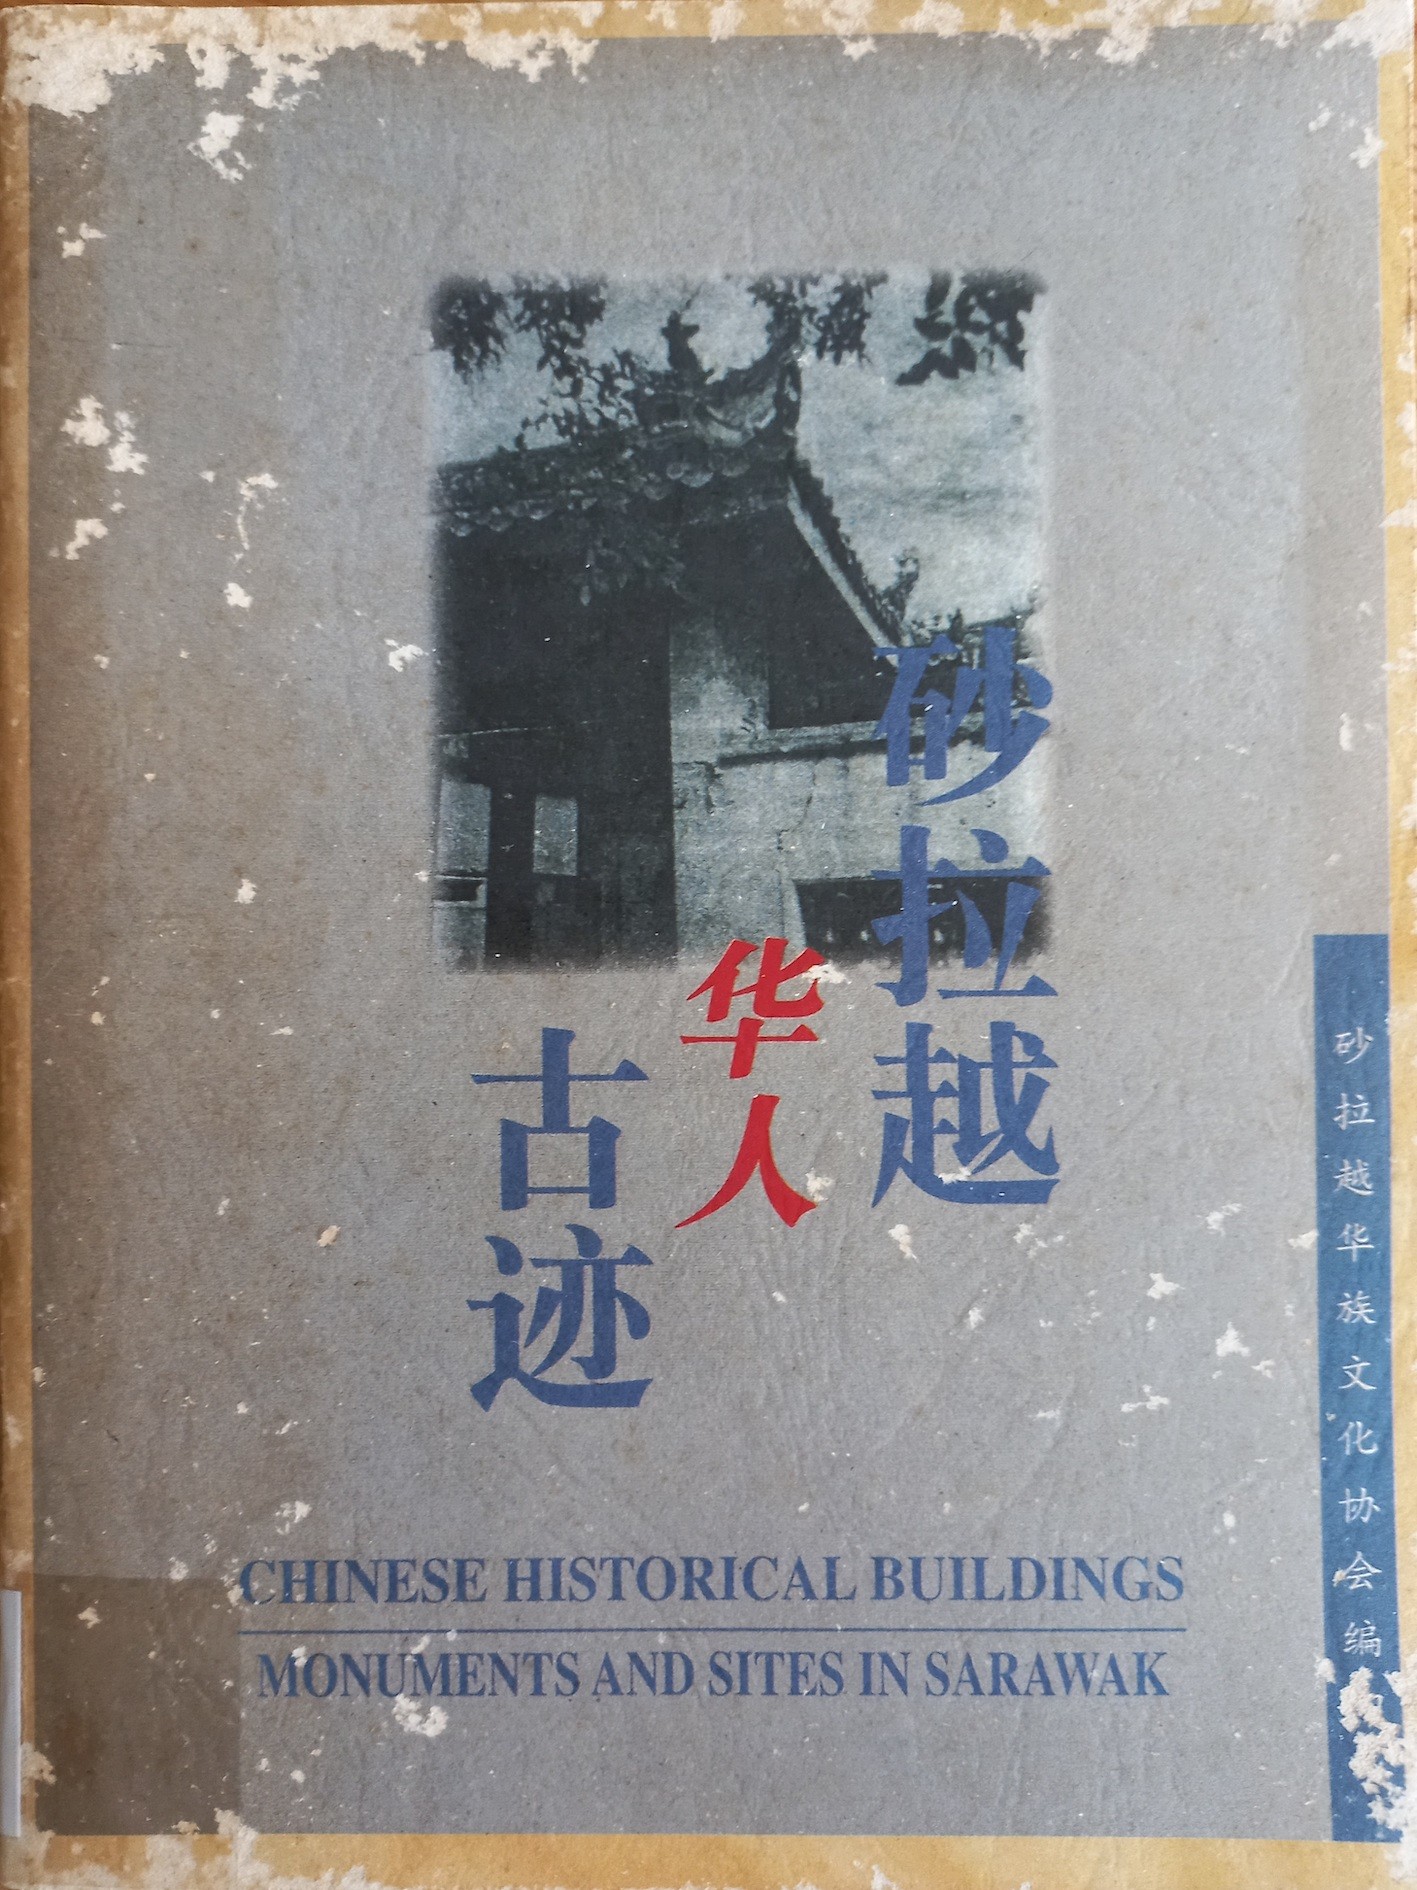 砂拉越
华人
古迹
CHINESE HISTORICAL BUILDINGS
MONUMENTS AND SITES IN SARAWAK
砂拉越华族文化协会编